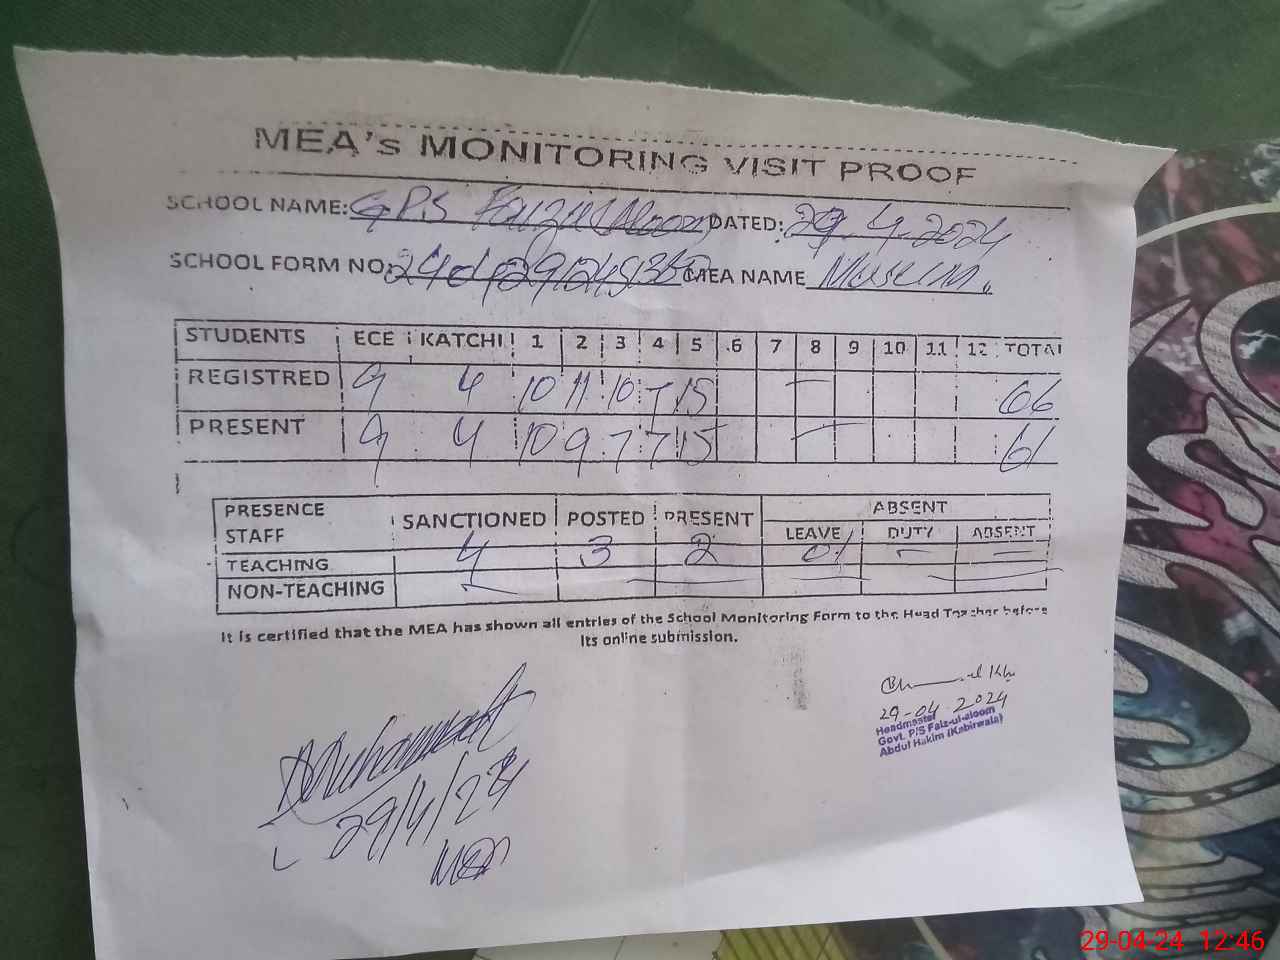 MEA's MONITORING VISIT PROOF
SCHOOL NAME: G P.S Faizul Aloom DATED: 29.4.2024
SCHOOL FORM NO: MEA NAME
STUDENTS ECE KATCHI 1 2 3 4 5 6 7 8 9 10 11 12 TOTAL
REGISTRED 9 4 10 11 10 7 15 — 66
PRESENT 9 4 10 9 7 7 15 — 61
PRESENCE STAFF SANCTIONED POSTED PRESENT ABSENT
LEAVE DUTY ABSENT
TEACHING 4 3 2 01 — —
NON-TEACHING — — — — — —
It is certified that the MEA has shown all entries of the School Monitoring Form to the Head Teacher before
its online submission.
Muhammad
29/4/24
MEA
29-04-2024
Headmaster
Govt. P/S Faiz-ul-aloom
Abdul Hakim (Kabirwala)
29-04-24 12:46